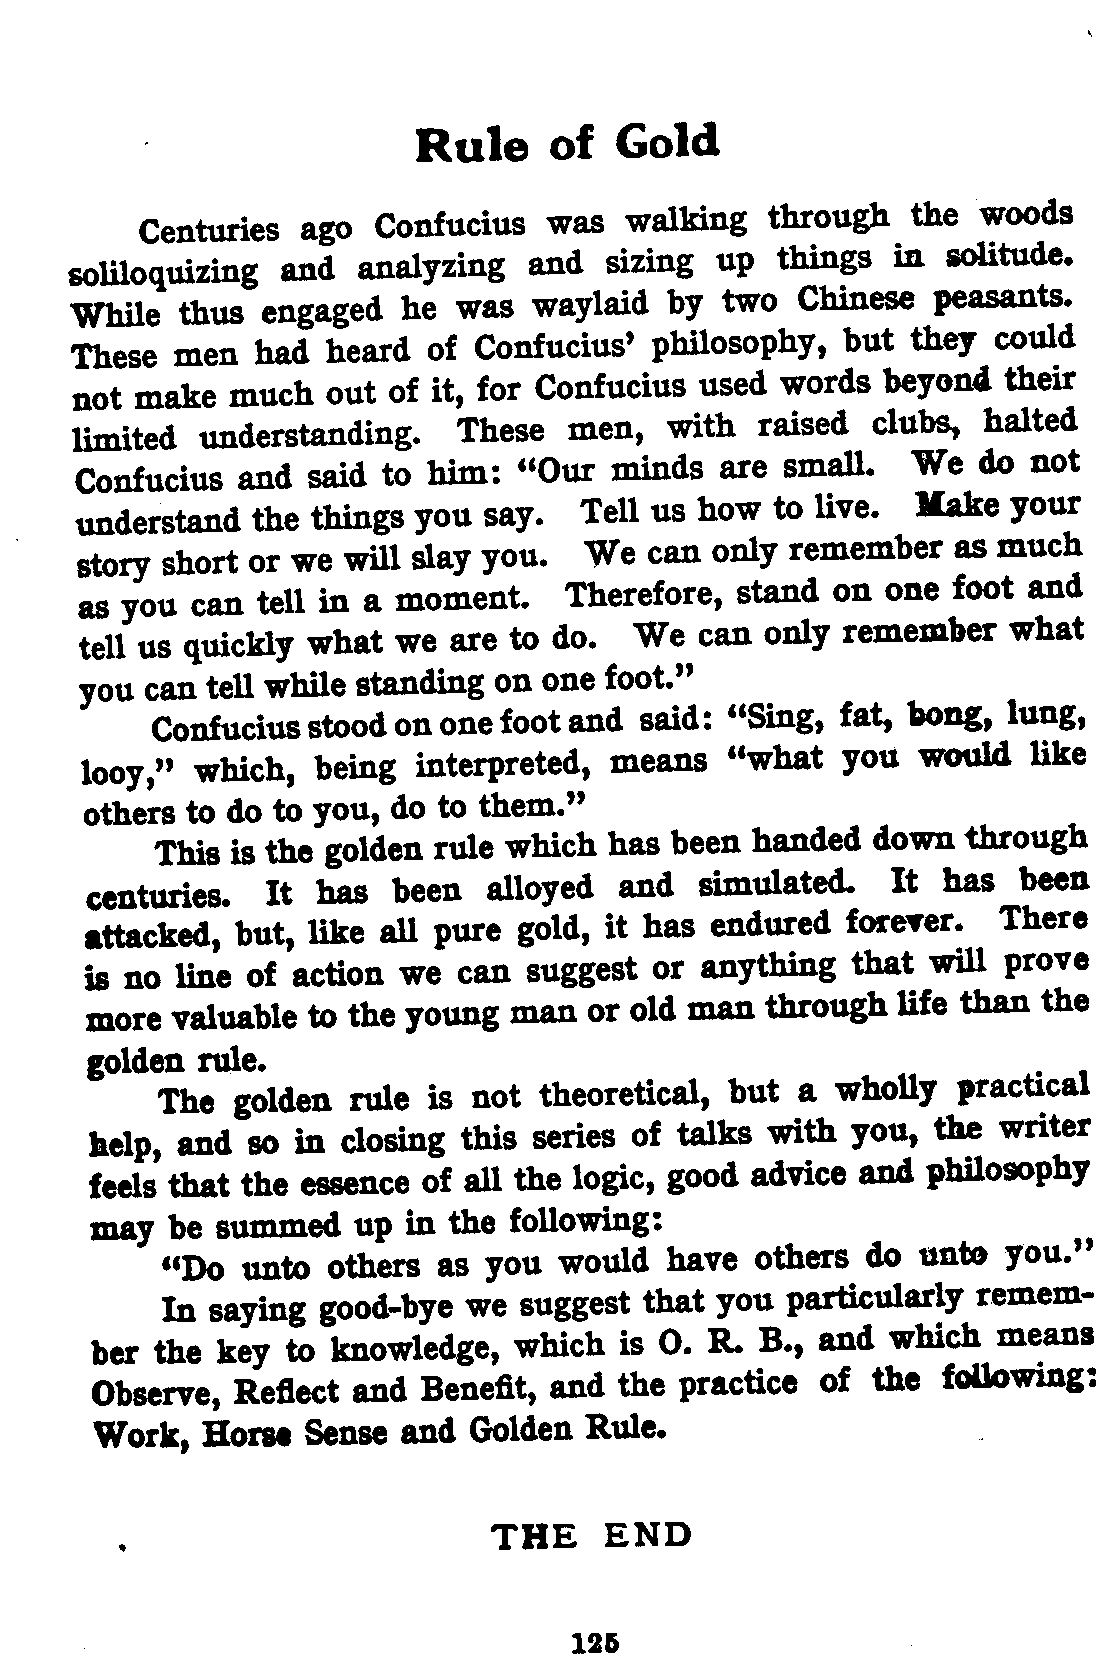 Rule of Gold
Centuries ago Confucius was walking through the woods
soliloquizing and analyzing and sizing up things in solitude.
While thus engaged he was waylaid by two Chinese peasants.
These men had heard of Confucius' philosophy, but they could
not make much out of it, for Confucius used words beyond their
limited understanding. These men, with raised clubs, halted
Confucius and said to him: "Our minds are small. We do not
understand the things you say. Tell us how to live. Make your
story short or we will slay you. We can only remember as much
as you can tell in a moment. Therefore, stand on one foot and
tell us quickly what we are to do. We can only remember what
you can tell while standing on one foot."
Confucius stood on one foot and said: "Sing, fat, bong, lung,
looy," which, being interpreted, means "what you would like
others to do to you, do to them."
This is the golden rule which has been handed down through
centuries. It has been alloyed and simulated. It has been
attacked, but, like all pure gold, it has endured forever. There
is no line of action we can suggest or anything that will prove
more valuable to the young man or old man through life than the
golden rule.
The golden rule is not theoretical, but a wholly practical
help, and so in closing this series of talks with you, the writer
feels that the essence of all the logic, good advice and philosophy
may be summed up in the following:
"Do unto others as you would have others do unto you."
In saying good-bye we suggest that you particularly remem-
ber the key to knowledge, which is O. R. B., and which means
Observe, Reflect and Benefit, and the practice of the following:
Work, Horse Sense and Golden Rule.
THE END
125